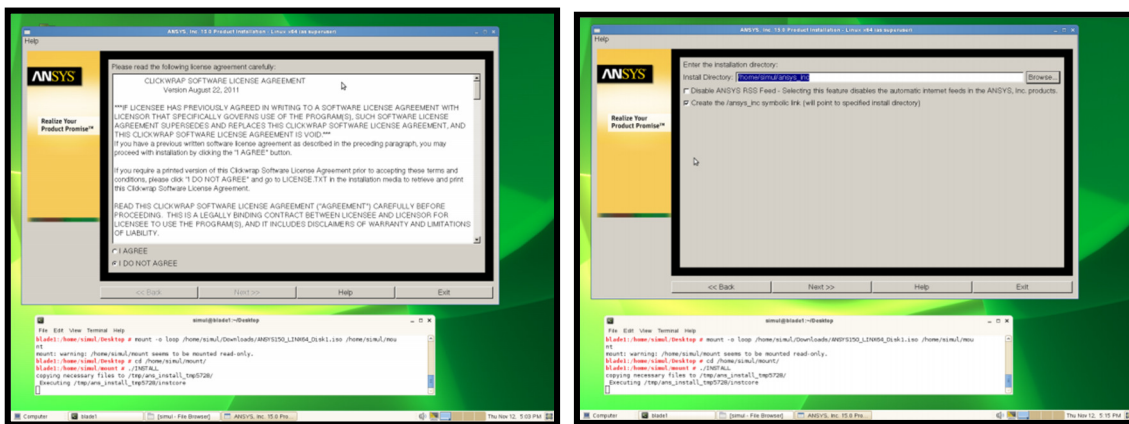 ANSYS, Inc. 15.0 Product Installation - Linux x64 (as superuser)
Help
ANSYS
Realize Your
Product Promise™
Please read the following license agreement carefully:
CLICKWRAP SOFTWARE LICENSE AGREEMENT
Version August 22, 2011
***IF LICENSEE HAS PREVIOUSLY AGREED IN WRITING TO A SOFTWARE LICENSE AGREEMENT WITH
LICENSOR THAT SPECIFICALLY GOVERNS USE OF THE PROGRAM(S), SUCH SOFTWARE LICENSE
AGREEMENT SUPERSEDES AND REPLACES THIS CLICKWRAP SOFTWARE LICENSE AGREEMENT, AND
THIS CLICKWRAP SOFTWARE LICENSE AGREEMENT IS VOID.***
If you have a previous written software license agreement as described in the preceding paragraph, you may
proceed with installation by clicking the "I AGREE" button.
If you require a printed version of this Clickwrap Software License Agreement prior to accepting these terms and
conditions, please click "I DO NOT AGREE" and go to LICENSE.TXT in the installation media to retrieve and print
this Clickwrap Software License Agreement.
READ THIS CLICKWRAP SOFTWARE LICENSE AGREEMENT ("AGREEMENT") CAREFULLY BEFORE
PROCEEDING. THIS IS A LEGALLY BINDING CONTRACT BETWEEN LICENSEE AND LICENSOR FOR
LICENSEE TO USE THE PROGRAM(S), AND IT INCLUDES DISCLAIMERS OF WARRANTY AND LIMITATIONS
OF LIABILITY.
I AGREE
I DO NOT AGREE
<< Back Next >> Help Exit
simul@blade1:~/Desktop
File Edit View Terminal Help
blade1:/home/simul/Desktop # mount -o loop /home/simul/Downloads/ANSYS150_LINX64_Disk1.iso /home/simul/mou
nt
mount: warning: /home/simul/mount seems to be mounted read-only.
blade1:/home/simul/Desktop # cd /home/simul/mount/
blade1:/home/simul/mount # ./INSTALL
copying necessary files to /tmp/ans_install_tmp5728/
Executing /tmp/ans_install_tmp5728/instcore
Computer blade1 [simul - File Browser] ANSYS, Inc. 15.0 Pro... Thu Nov 12, 5:03 PM
ANSYS, Inc. 15.0 Product Installation - Linux x64 (as superuser)
Help
ANSYS
Realize Your
Product Promise™
Enter the installation directory:
Install Directory: /home/simul/ansys_inc Browse...
Disable ANSYS RSS Feed - Selecting this feature disables the automatic internet feeds in the ANSYS, Inc. products.
Create the /ansys_inc symbolic link (will point to specified install directory)
<< Back Next >> Help Exit
simul@blade1:~/Desktop
File Edit View Terminal Help
blade1:/home/simul/Desktop # mount -o loop /home/simul/Downloads/ANSYS150_LINX64_Disk1.iso /home/simul/mou
nt
mount: warning: /home/simul/mount seems to be mounted read-only.
blade1:/home/simul/Desktop # cd /home/simul/mount/
blade1:/home/simul/mount # ./INSTALL
copying necessary files to /tmp/ans_install_tmp5728/
Executing /tmp/ans_install_tmp5728/instcore
Computer blade1 [simul - File Browser] ANSYS, Inc. 15.0 Pro... Thu Nov 12, 5:15 PM